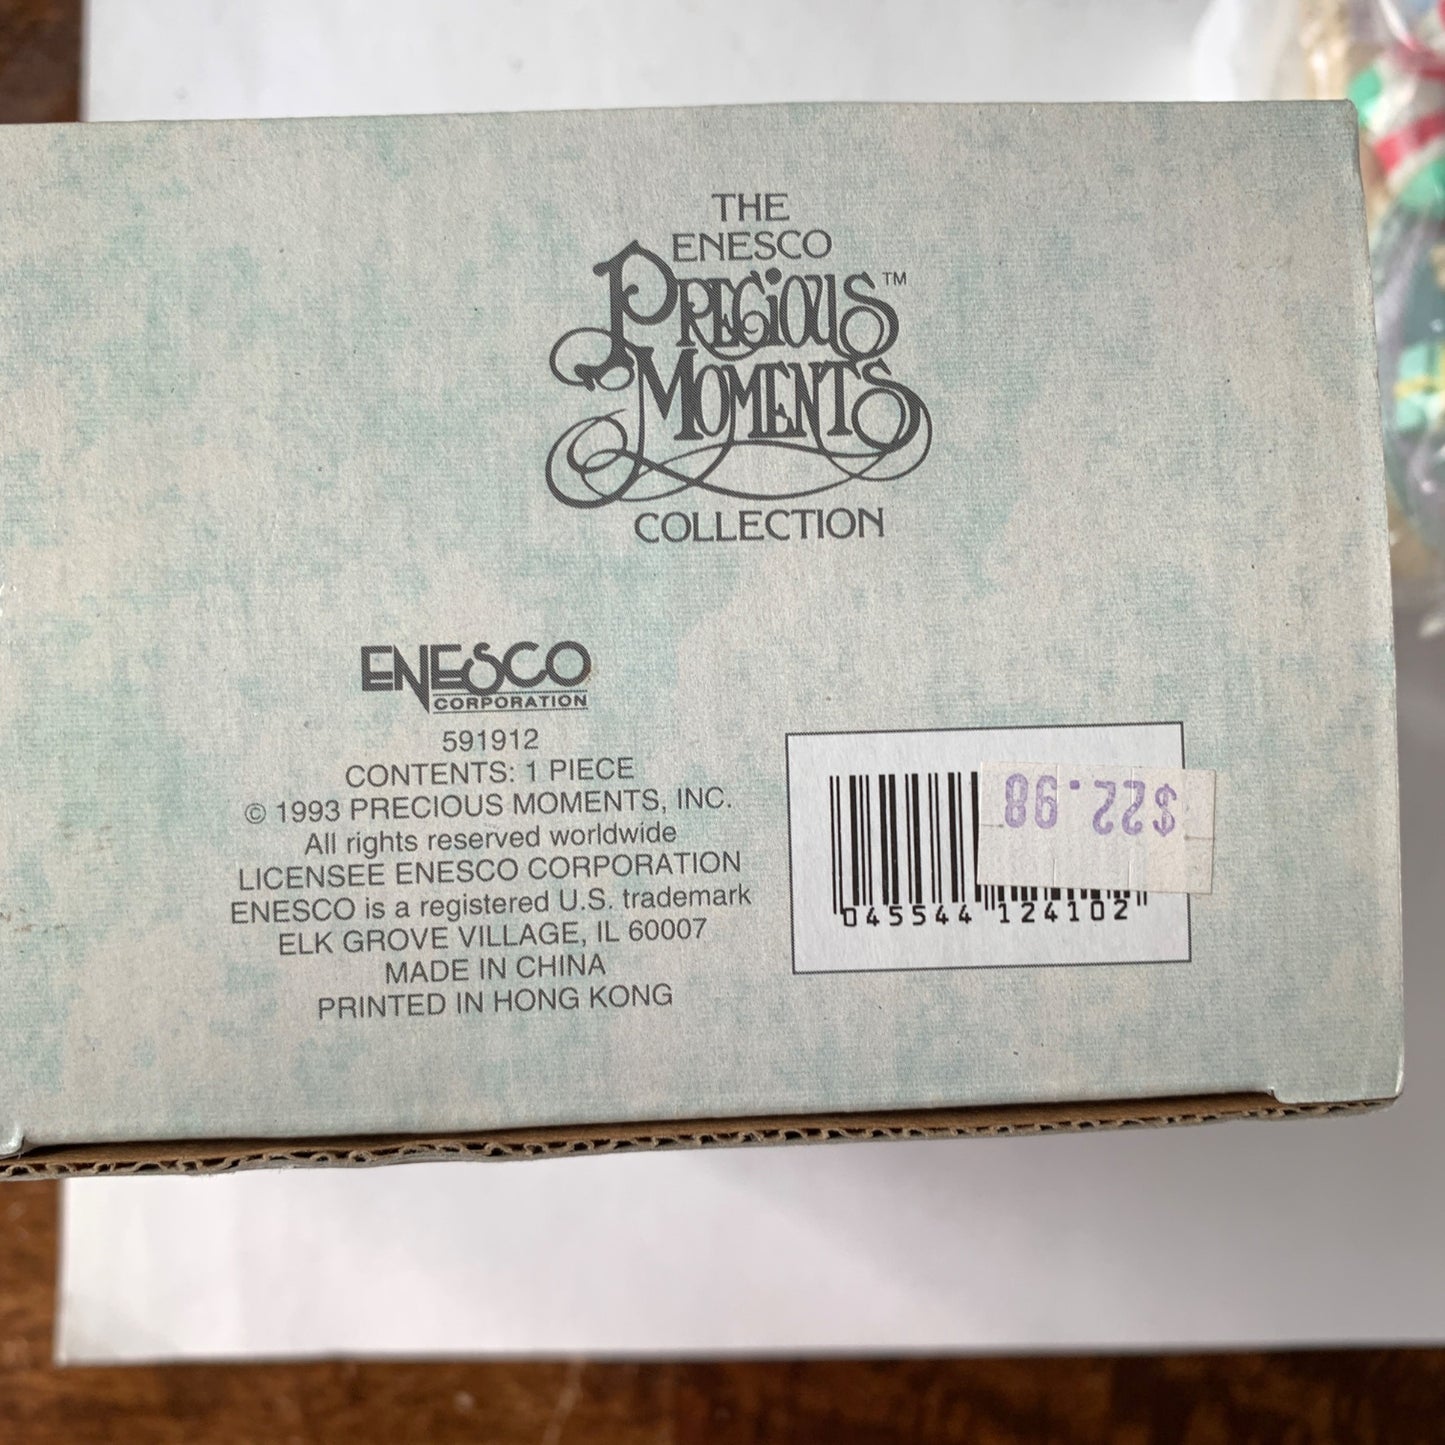 THE
ENESCO
PRECIOUS™
MOMENTS
COLLECTION
ENESCO
CORPORATION
591912
CONTENTS: 1 PIECE
© 1993 PRECIOUS MOMENTS, INC.
All rights reserved worldwide
LICENSEE ENESCO CORPORATION
ENESCO is a registered U.S. trademark
ELK GROVE VILLAGE, IL 60007
MADE IN CHINA
PRINTED IN HONG KONG
$22.98
045544 124102